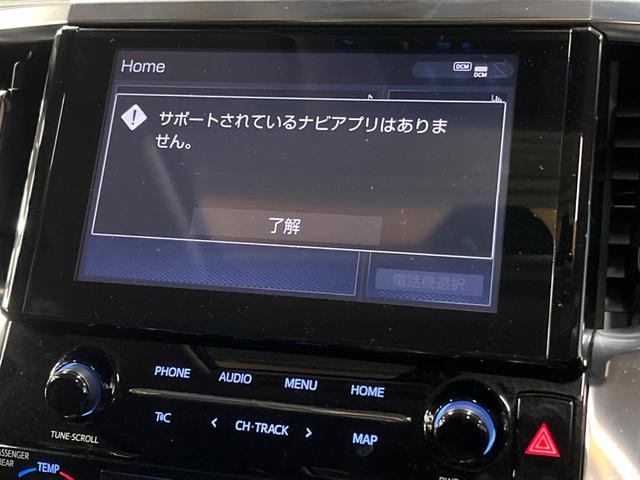 Home
DCM
DCM
サポートされているナビアプリはありま
せん。
了解
電話機選択
PHONE
AUDIO
MENU
HOME
T/C
< CH·TRACK >
MAP
TUNE·SCROLL
PASSENGER
REAR
TEMP